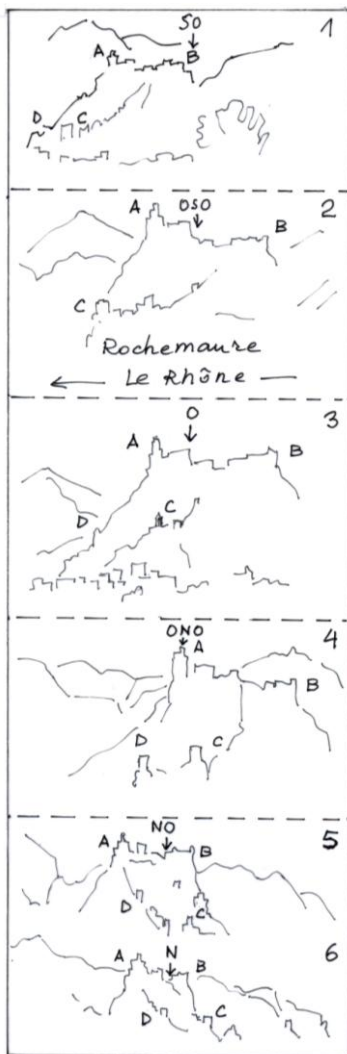 SO 1
A B
D C
A OSO 2
B
C
Rochemaure
← Le Rhône
O 3
A B
C
D
ONO 4
A
B
D C
NO 5
A B
D C
N 6
A B
D C